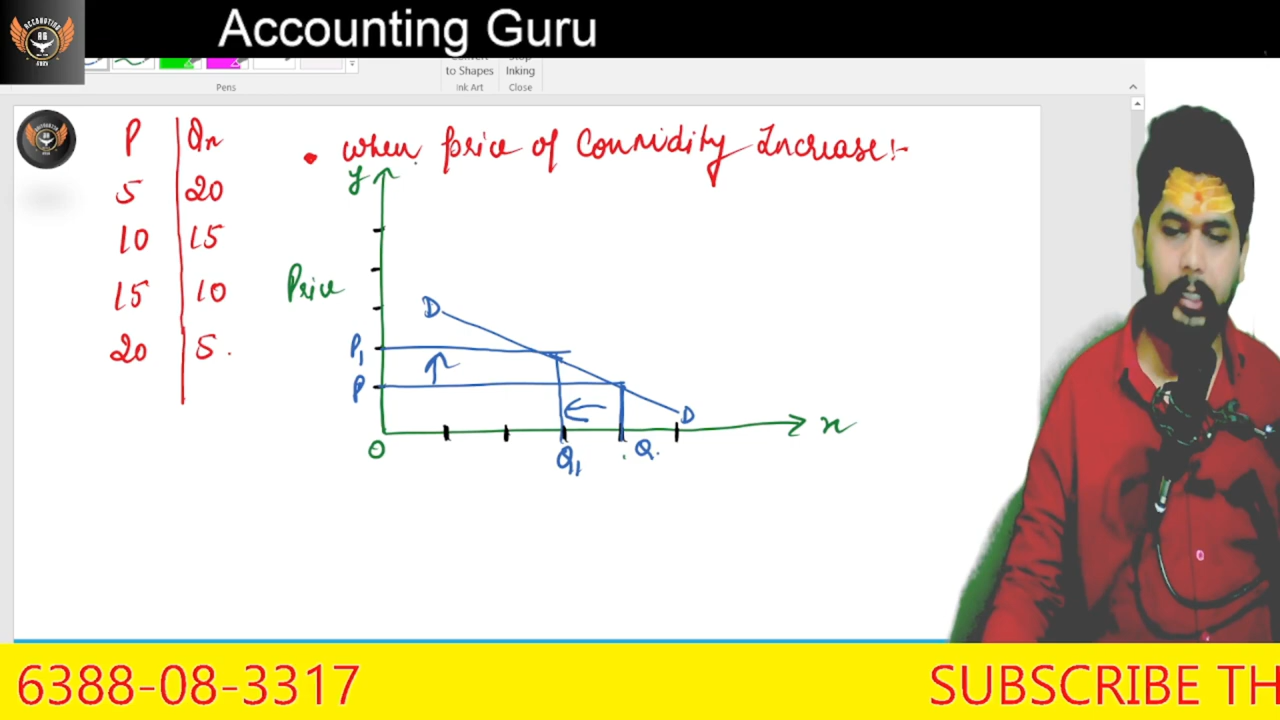 Accounting Guru
to Shapes
Inking
Pens
Ink Art
Close
P Qx
5 20
10 15
15 10
20 5.
• when price of Conmidity Increase:-
y
Price
D
P1
P
D
O
Q1
Q.
x
6388-08-3317
SUBSCRIBE TH